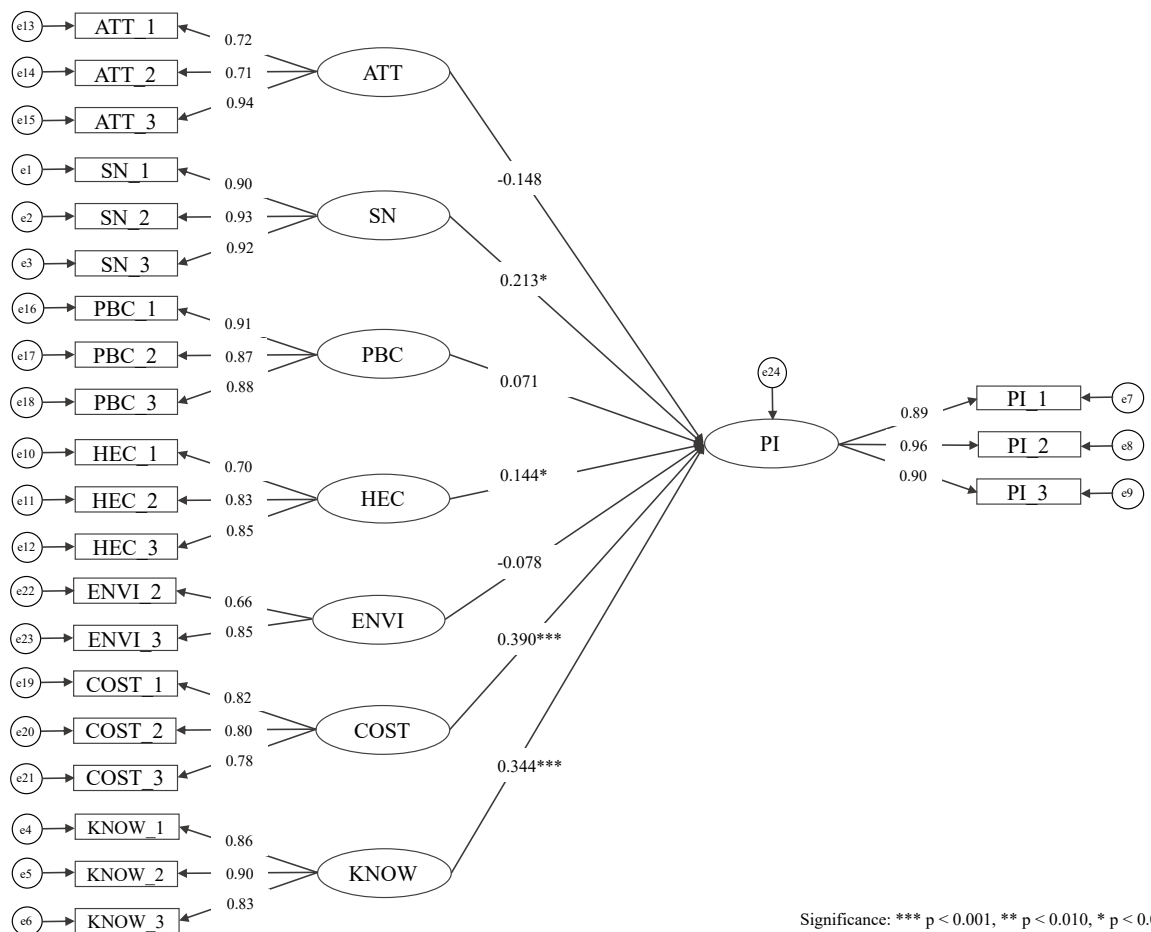 e13 ATT_1
0.72
e14 ATT_2 0.71 ATT
0.94
e15 ATT_3
e1 SN_1
0.90
-0.148
e2 SN_2 0.93 SN
0.92
e3 SN_3
0.213*
e16 PBC_1
0.91
e17 PBC_2 0.87 PBC
0.88
0.071
e18 PBC_3
e24
PI_1 e7
0.89
PI
0.96 PI_2 e8
0.90
PI_3 e9
e10 HEC_1
0.70
0.144*
e11 HEC_2 0.83 HEC
0.85
e12 HEC_3
-0.078
e22 ENVI_2
0.66
ENVI
0.85
e23 ENVI_3
0.390***
e19 COST_1
0.82
e20 COST_2 0.80 COST
0.78
e21 COST_3
0.344***
e4 KNOW_1
0.86
e5 KNOW_2 0.90 KNOW
0.83
e6 KNOW_3
Significance: *** p < 0.001, ** p < 0.010, * p <